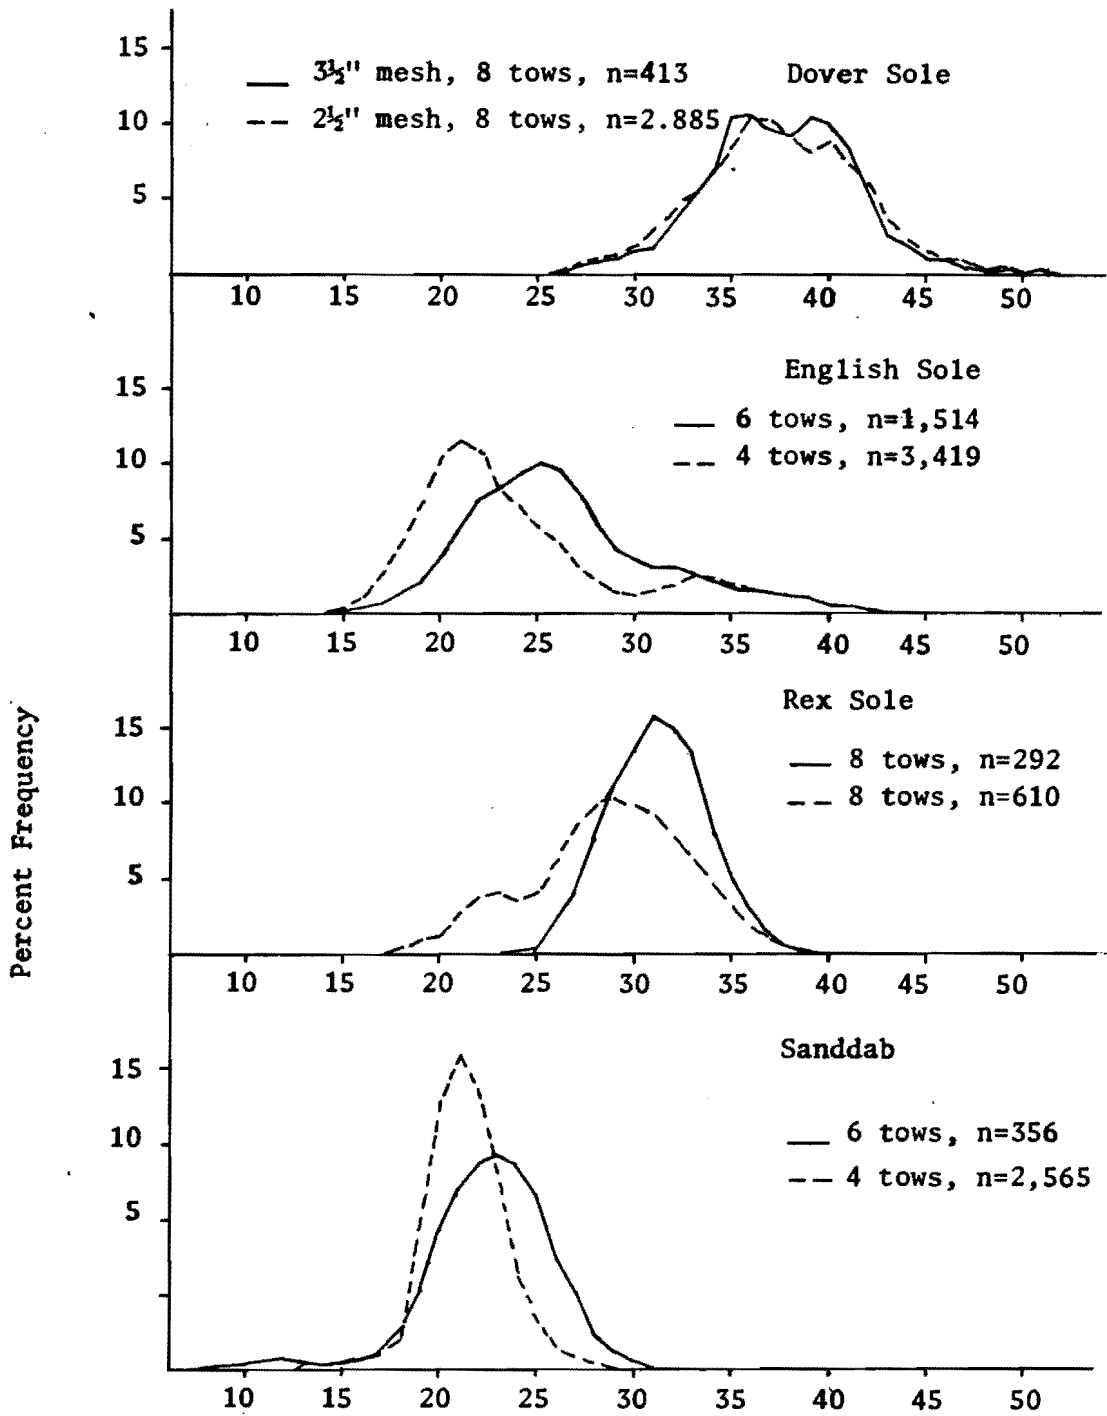 15
3½" mesh, 8 tows, n=413
Dover Sole
10
2½" mesh, 8 tows, n=2.885
5
10 15 20 25 30 35 40 45 50
English Sole
15
6 tows, n=1,514
10
4 tows, n=3,419
5
10 15 20 25 30 35 40 45 50
Rex Sole
15
8 tows, n=292
10
8 tows, n=610
5
10 15 20 25 30 35 40 45 50
Percent Frequency
Sanddab
15
10
6 tows, n=356
4 tows, n=2,565
5
10 15 20 25 30 35 40 45 50